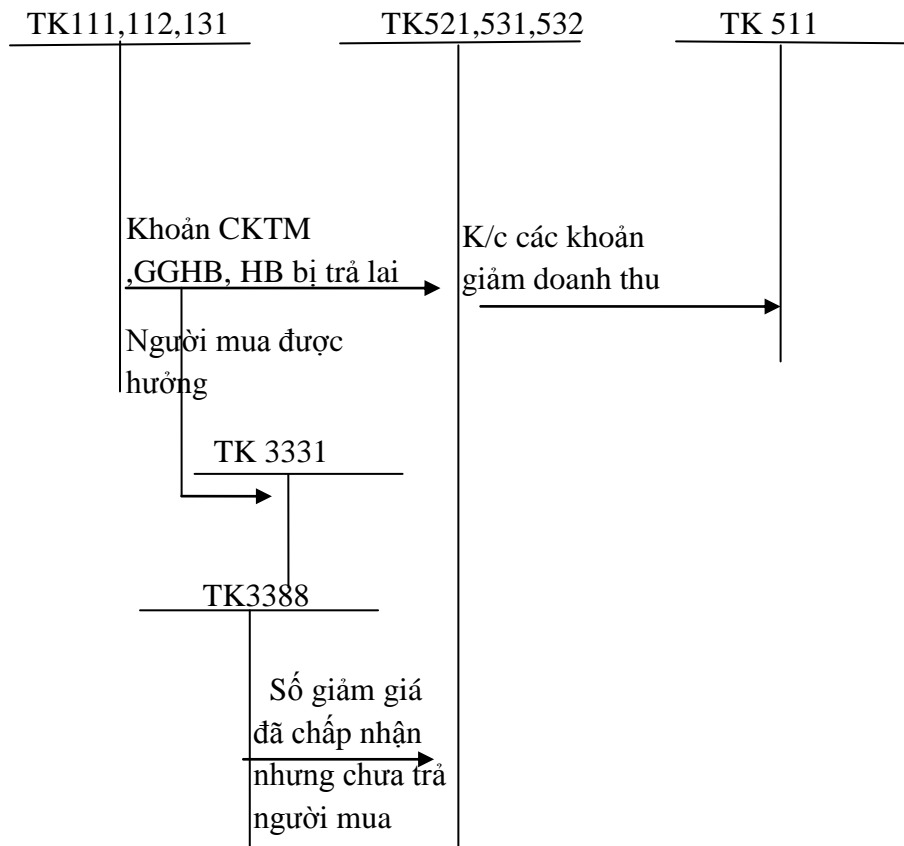 TK111,112,131
TK521,531,532
TK 511
Khoản CKTM
,GGHB, HB bị trả lai
K/c các khoản
giảm doanh thu
Người mua được
hưởng
TK 3331
TK3388
Số giảm giá
đã chấp nhận
nhưng chưa trả
người mua